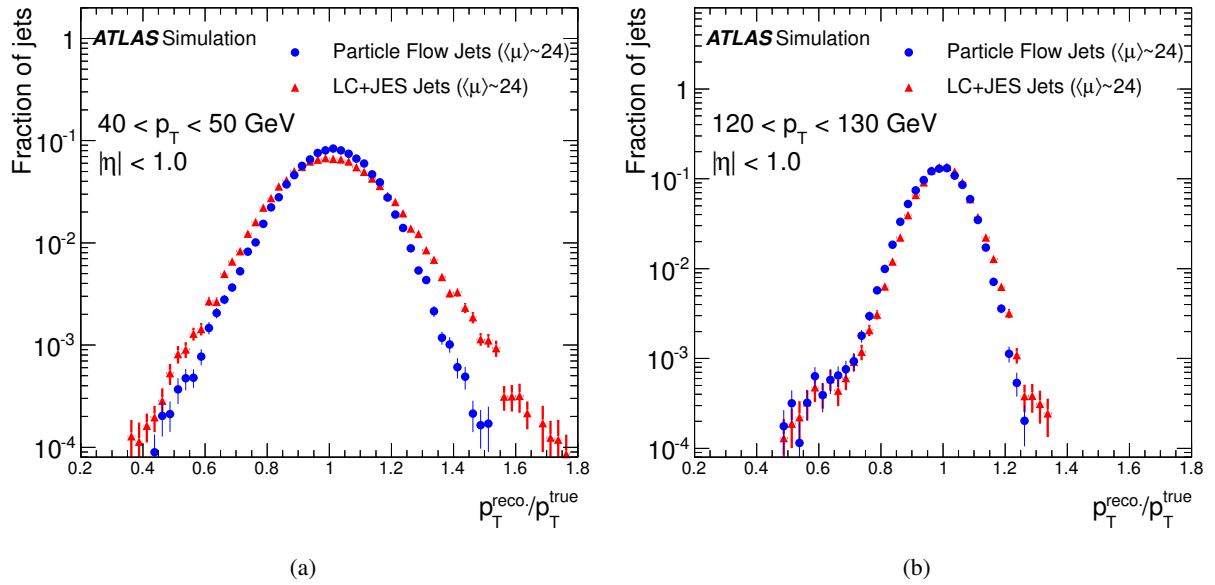 ATLAS Simulation
Particle Flow Jets (⟨μ⟩~24)
LC+JES Jets (⟨μ⟩~24)
40 < p_T < 50 GeV
|η| < 1.0
Fraction of jets
1
10^-1
10^-2
10^-3
10^-4
0.2 0.4 0.6 0.8 1 1.2 1.4 1.6 1.8
p_T^reco./p_T^true
(a)
ATLAS Simulation
Particle Flow Jets (⟨μ⟩~24)
LC+JES Jets (⟨μ⟩~24)
120 < p_T < 130 GeV
|η| < 1.0
Fraction of jets
1
10^-1
10^-2
10^-3
10^-4
0.2 0.4 0.6 0.8 1 1.2 1.4 1.6 1.8
p_T^reco./p_T^true
(b)